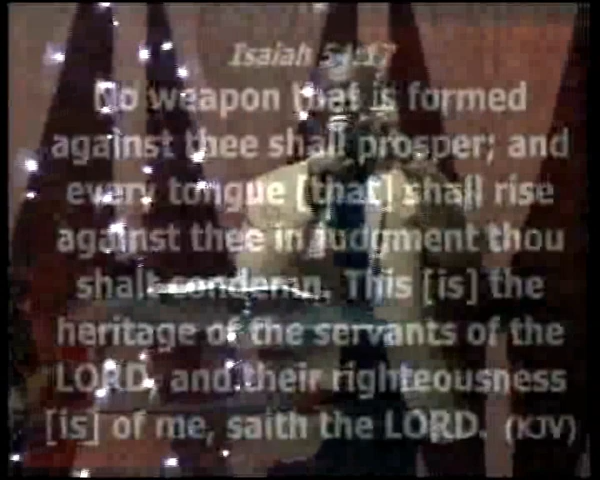 Isaiah 54:17
No weapon that is formed
against thee shall prosper; and
every tongue [that] shall rise
against thee in judgment thou
shalt condemn. This [is] the
heritage of the servants of the
LORD, and their righteousness
[is] of me, saith the LORD. (KJV)